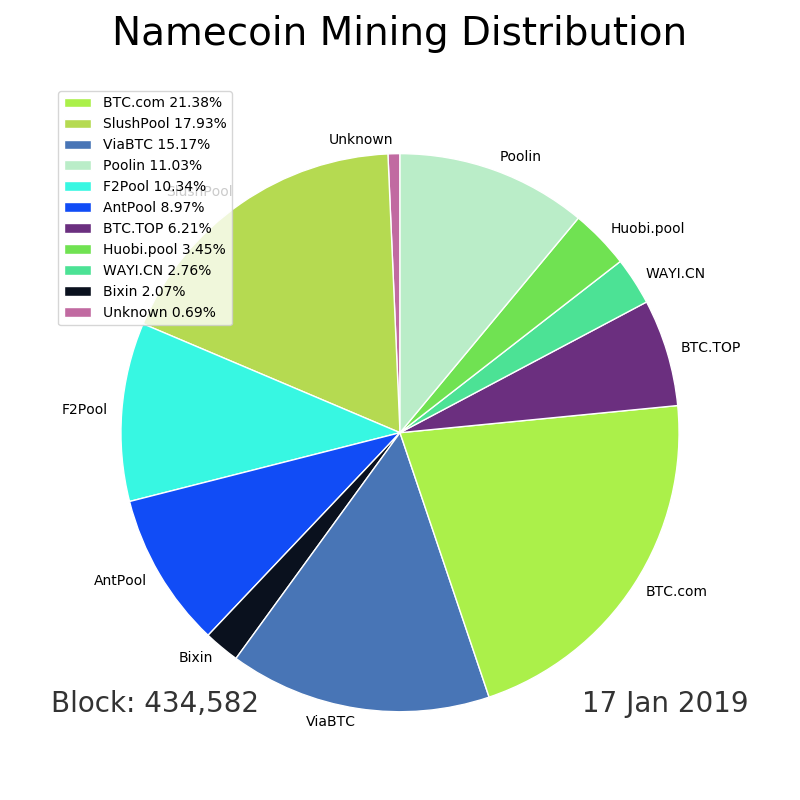 Namecoin Mining Distribution
BTC.com 21.38%
SlushPool 17.93%
ViaBTC 15.17%
Poolin 11.03%
F2Pool 10.34%
AntPool 8.97%
BTC.TOP 6.21%
Huobi.pool 3.45%
WAYI.CN 2.76%
Bixin 2.07%
Unknown 0.69%
Unknown
Poolin
SlushPool
Huobi.pool
WAYI.CN
BTC.TOP
F2Pool
AntPool
BTC.com
Bixin
ViaBTC
Block: 434,582
17 Jan 2019